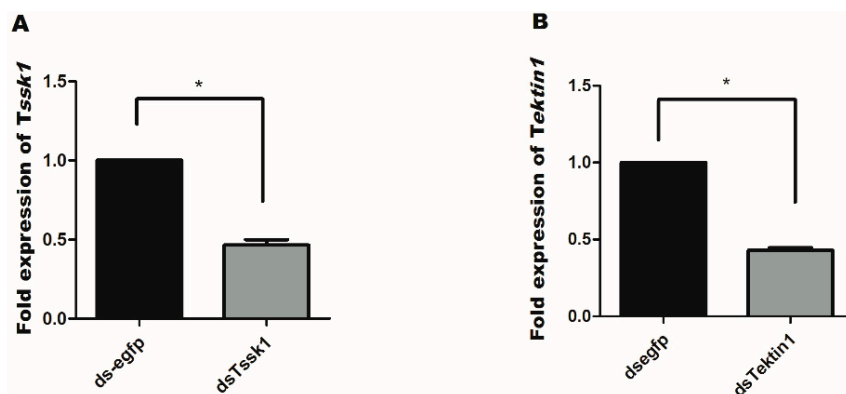 A
Fold expression of Tssk1
1.5
1.0
0.5
0.0
*
ds-egfp
dsTssk1
B
Fold expression of Tektin1
1.5
1.0
0.5
0.0
*
dsegfp
dsTektin1